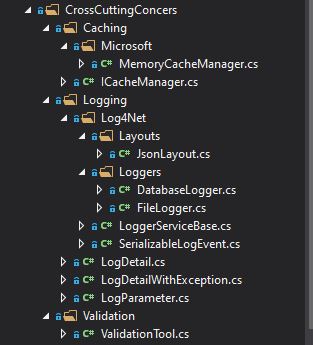 CrossCuttingConcers
Caching
Microsoft
C# MemoryCacheManager.cs
C# ICacheManager.cs
Logging
Log4Net
Layouts
C# JsonLayout.cs
Loggers
C# DatabaseLogger.cs
C# FileLogger.cs
C# LoggerServiceBase.cs
C# SerializableLogEvent.cs
C# LogDetail.cs
C# LogDetailWithException.cs
C# LogParameter.cs
Validation
C# ValidationTool.cs